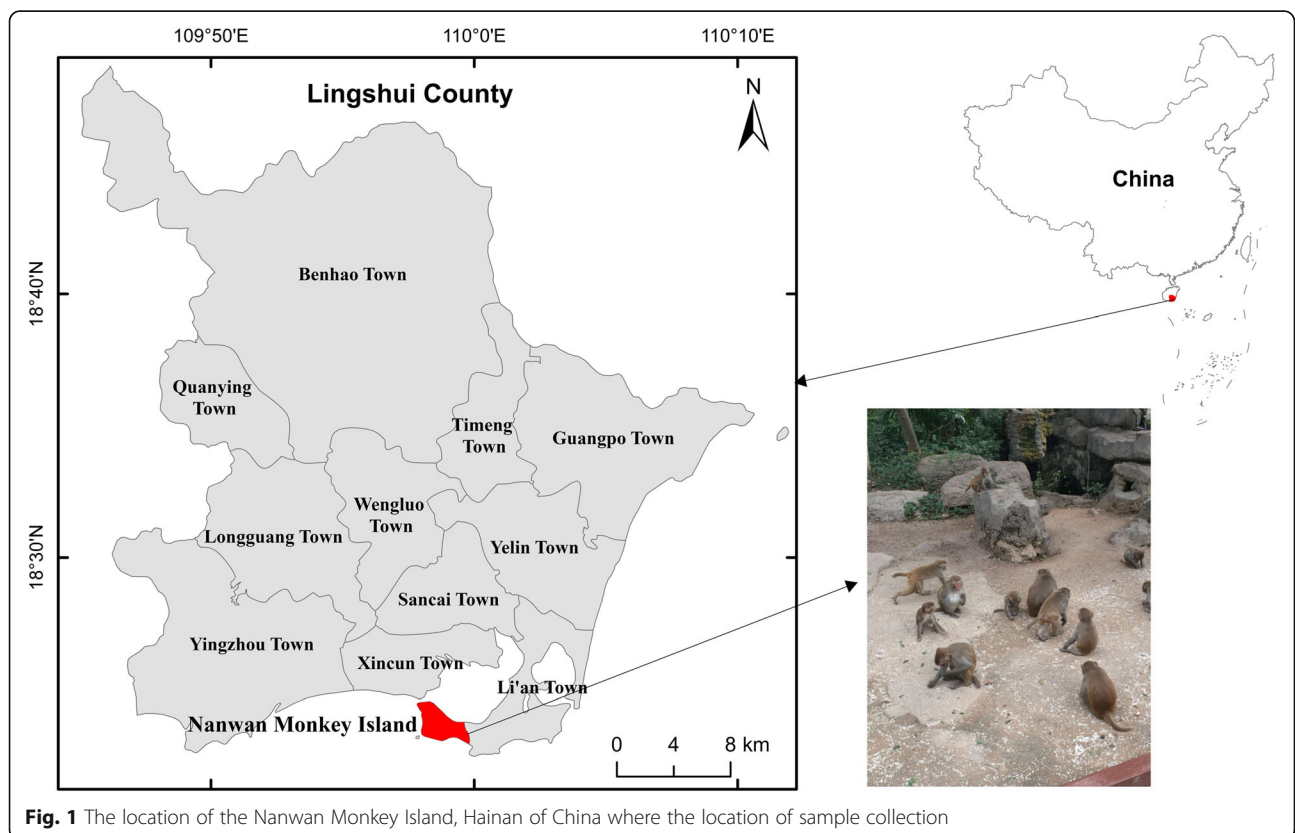 109°50'E
110°0'E
110°10'E
Lingshui County
N
China
18°40'N
Benhao Town
Quanying
Town
Timeng
Town
Guangpo Town
Wengluo
Town
18°30'N
Longguang Town
Yelin Town
Sancai Town
Yingzhou Town
Xincun Town
Li'an Town
Nanwan Monkey Island
0 4 8 km
Fig. 1 The location of the Nanwan Monkey Island, Hainan of China where the location of sample collection